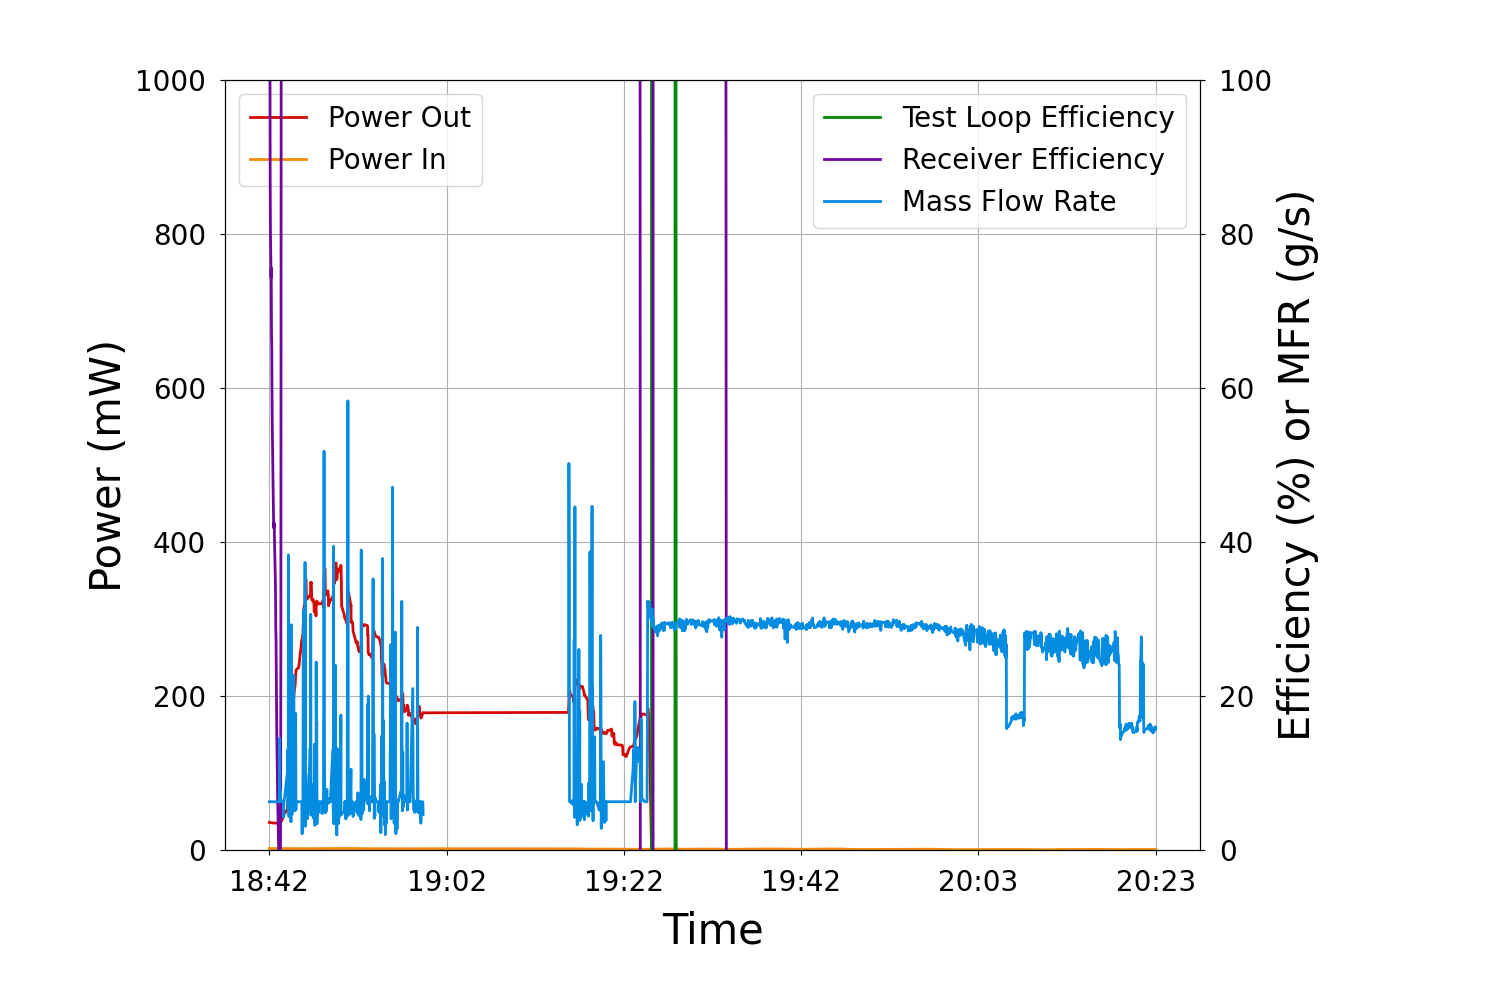 1000
800
600
400
200
0
Power (mW)
Power Out
Power In
Test Loop Efficiency
Receiver Efficiency
Mass Flow Rate
100
80
60
40
20
0
Efficiency (%) or MFR (g/s)
18:42 19:02 19:22 19:42 20:03 20:23
Time